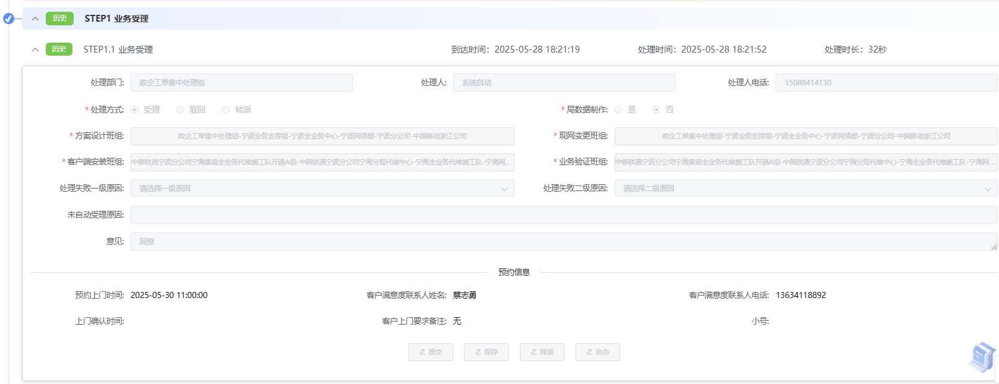 历史 STEP1 业务受理
历史 STEP1.1 业务受理 到达时间：2025-05-28 18:21:19 处理时间：2025-05-28 18:21:52 处理时长：32秒
处理部门: 政企工单集中处理组 处理人: 系统自动 处理人电话: 15088414130
* 处理方式: 受理 驳回 转派 * 局数据制作: 是 否
* 方案设计班组: 政企工单集中处理组-宁波业务支撑组-宁波全业务中心-宁波网络部-宁波分公司-中国移动浙江公司 * 现网变更班组: 政企工单集中处理组-宁波业务支撑组-宁波全业务中心-宁波网络部-宁波分公司-中国移动浙江公司
* 客户端安装班组: 中移铁通宁波分公司宁海集客全业务代维施工队开通A组-中国铁通宁波分公司宁海分局代维中心-宁海全业务代维施工队-宁海网... * 业务验证班组: 中移铁通宁波分公司宁海集客全业务代维施工队开通A组-中国铁通宁波分公司宁海分局代维中心-宁海全业务代维施工队-宁海网...
处理失败一级原因: 请选择一级原因 处理失败二级原因: 请选择二级原因
未自动受理原因:
意见: 同意
预约信息
预约上门时间: 2025-05-30 11:00:00 客户满意度联系人姓名: 蔡志勇 客户满意度联系人电话: 13634118892
上门确认时间: 客户上门要求备注: 无 小号:
提交 保存 转派 协办